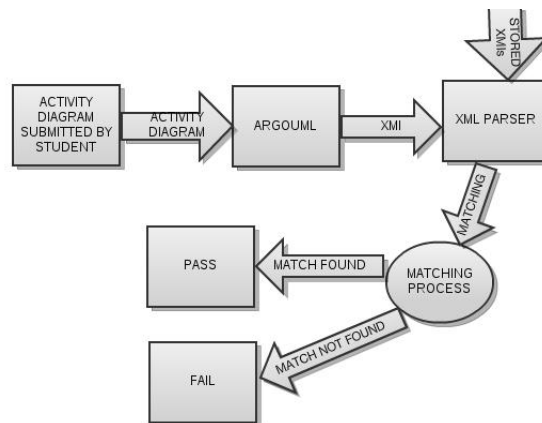 STORED
XMIs
ACTIVITY
DIAGRAM
SUBMITTED BY
STUDENT
ACTIVITY
DIAGRAM
ARGOUML
XMI
XML PARSER
MATCHING
PASS
MATCH FOUND
MATCHING
PROCESS
MATCH NOT FOUND
FAIL